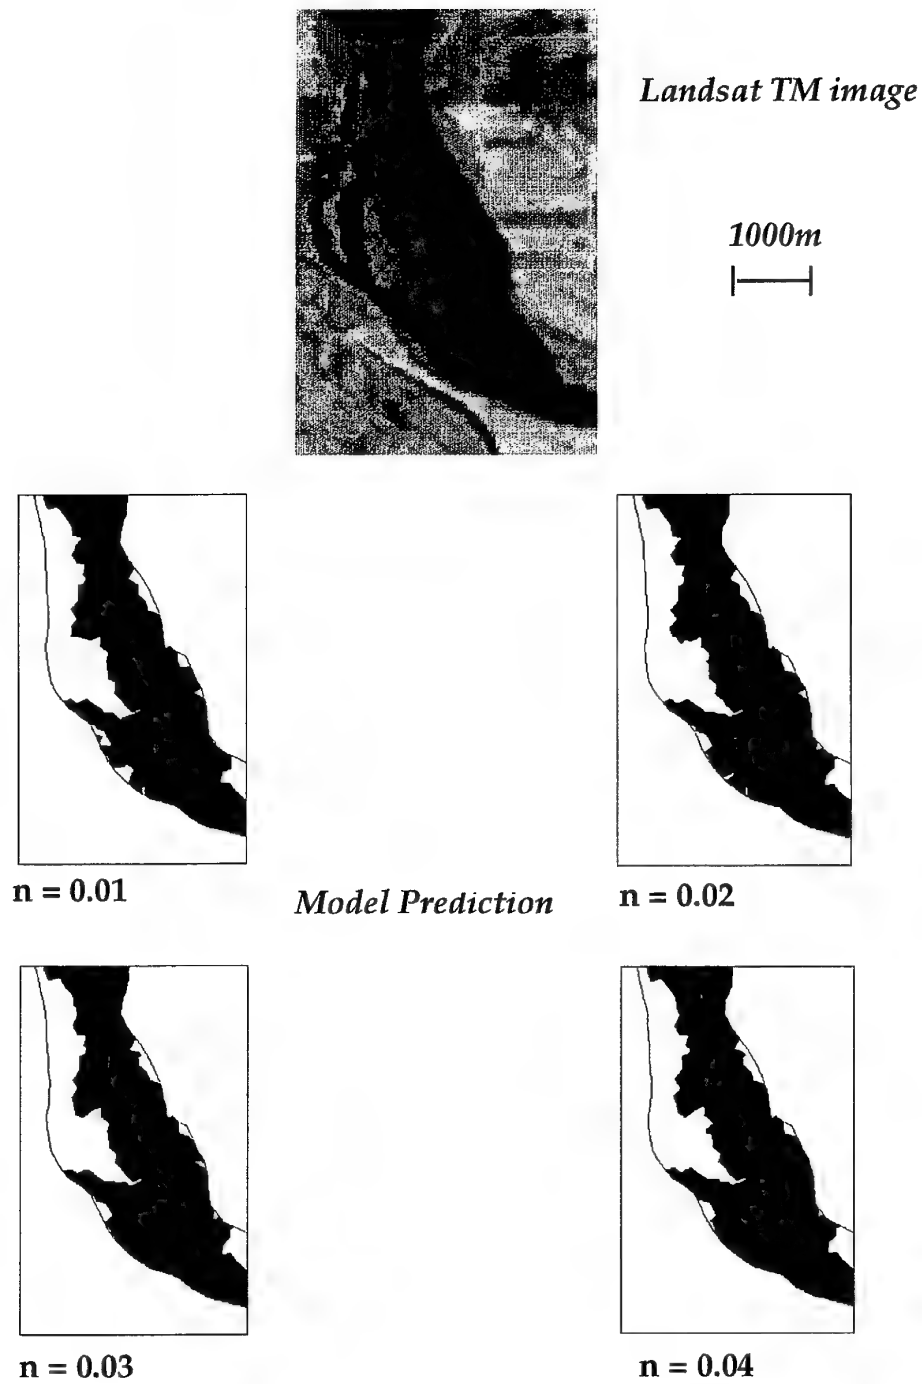 Landsat TM image
1000m
n = 0.01
Model Prediction
n = 0.02
n = 0.03
n = 0.04